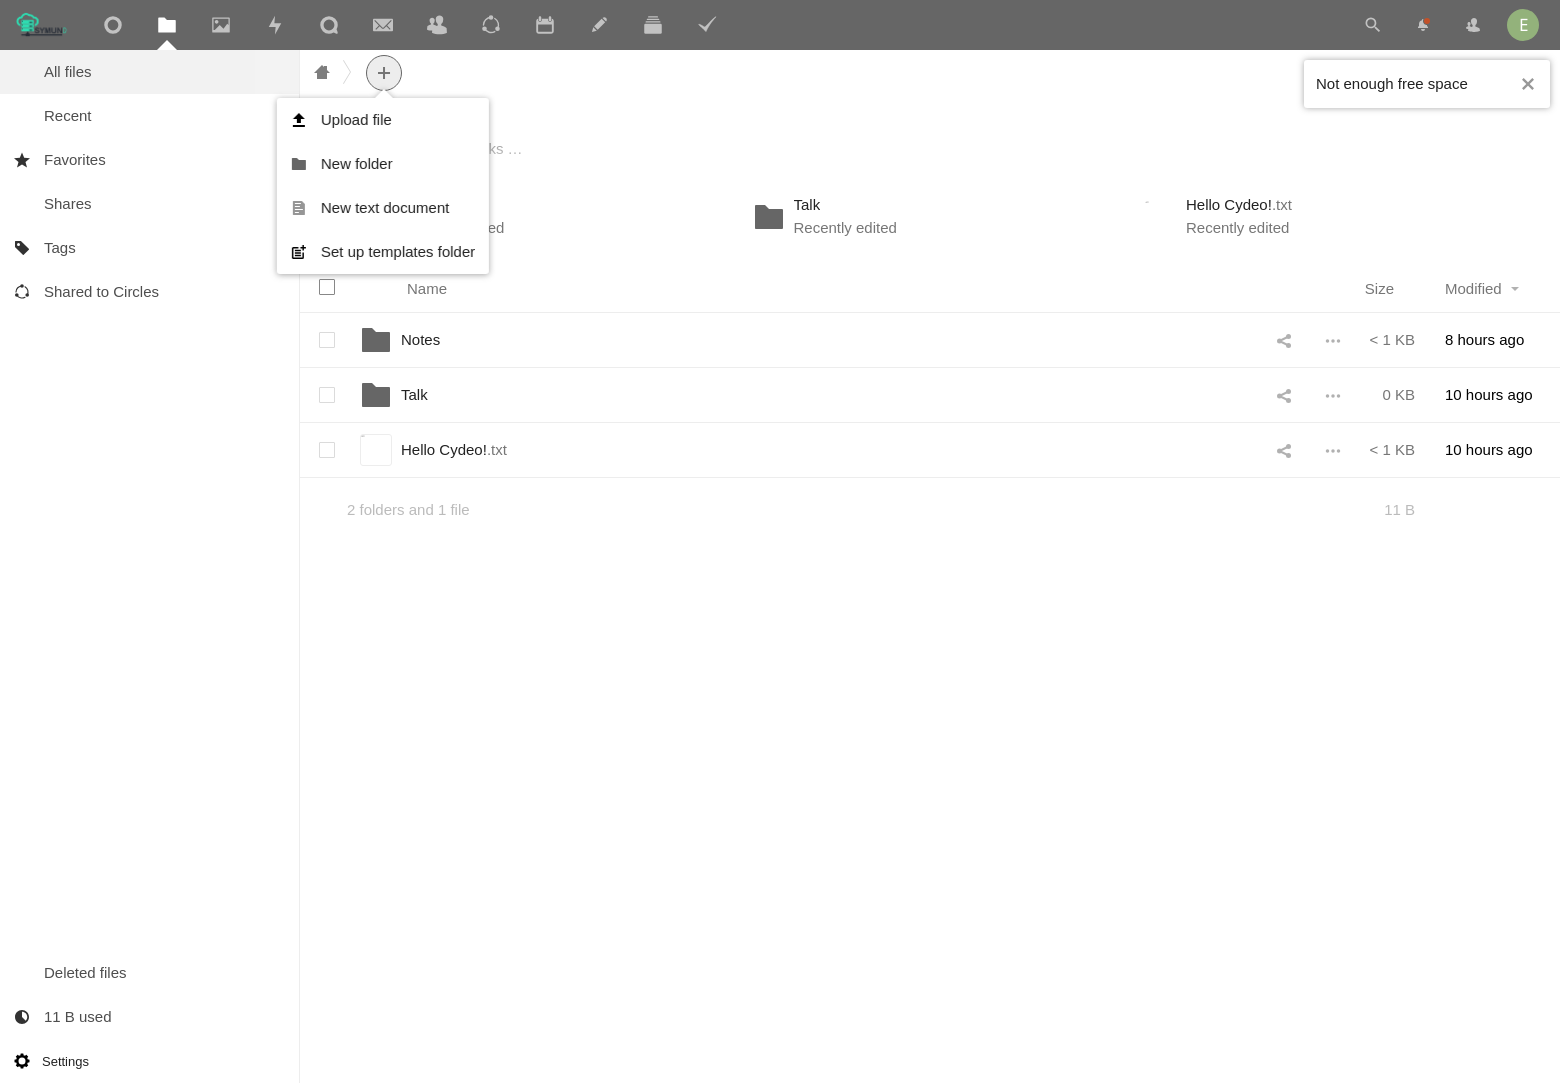 SYMUN
E
All files
Recent
Favorites
Shares
Tags
Shared to Circles
Not enough free space
Upload file
New folder
New text document
Set up templates folder
ks …
ed
Talk
Recently edited
Hello Cydeo!.txt
Recently edited
Name Size Modified
Notes < 1 KB 8 hours ago
Talk 0 KB 10 hours ago
Hello Cydeo!.txt < 1 KB 10 hours ago
2 folders and 1 file 11 B
Deleted files
11 B used
Settings